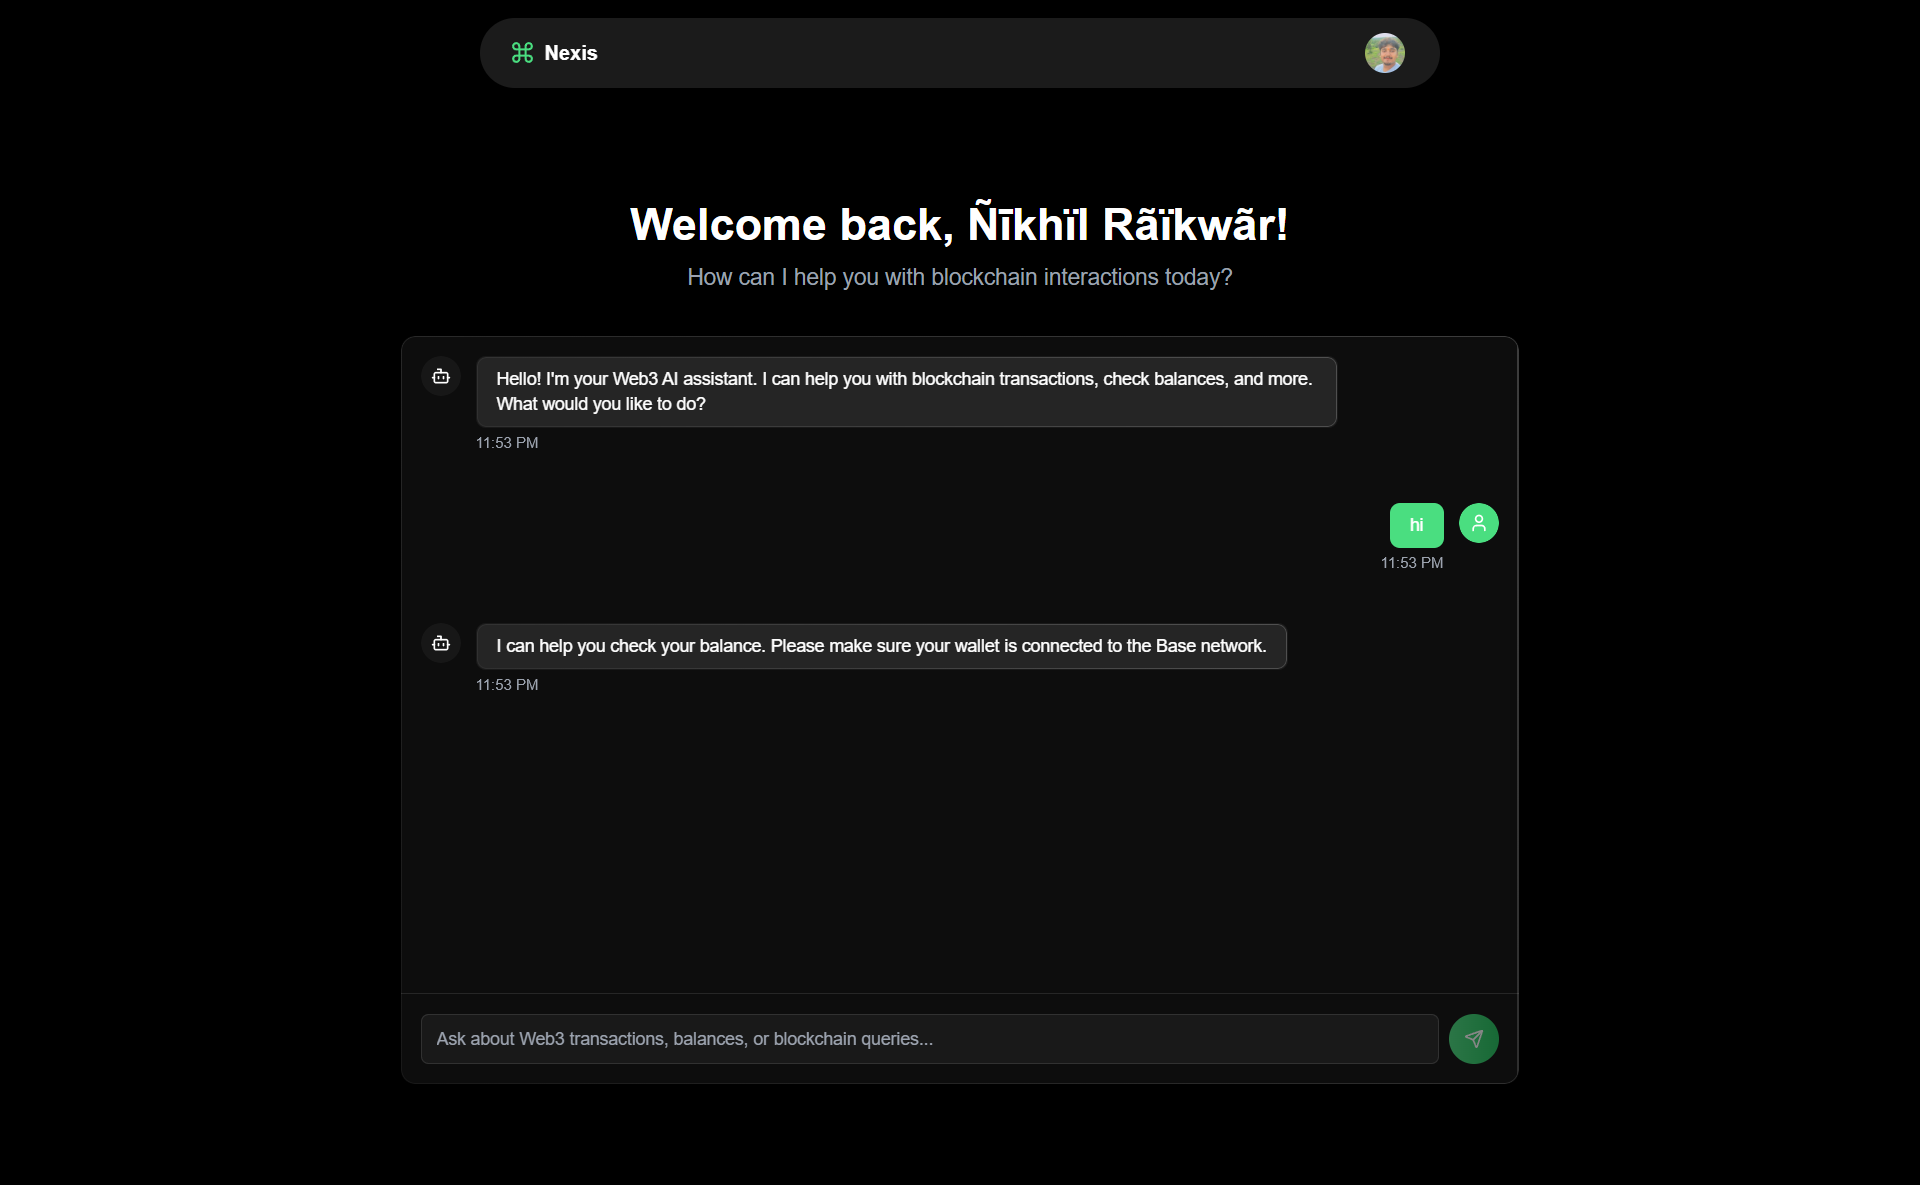 Nexis
Welcome back, Ñīkhïl Rãïkwãr!
How can I help you with blockchain interactions today?
Hello! I'm your Web3 AI assistant. I can help you with blockchain transactions, check balances, and more.
What would you like to do?
11:53 PM
hi
11:53 PM
I can help you check your balance. Please make sure your wallet is connected to the Base network.
11:53 PM
Ask about Web3 transactions, balances, or blockchain queries...